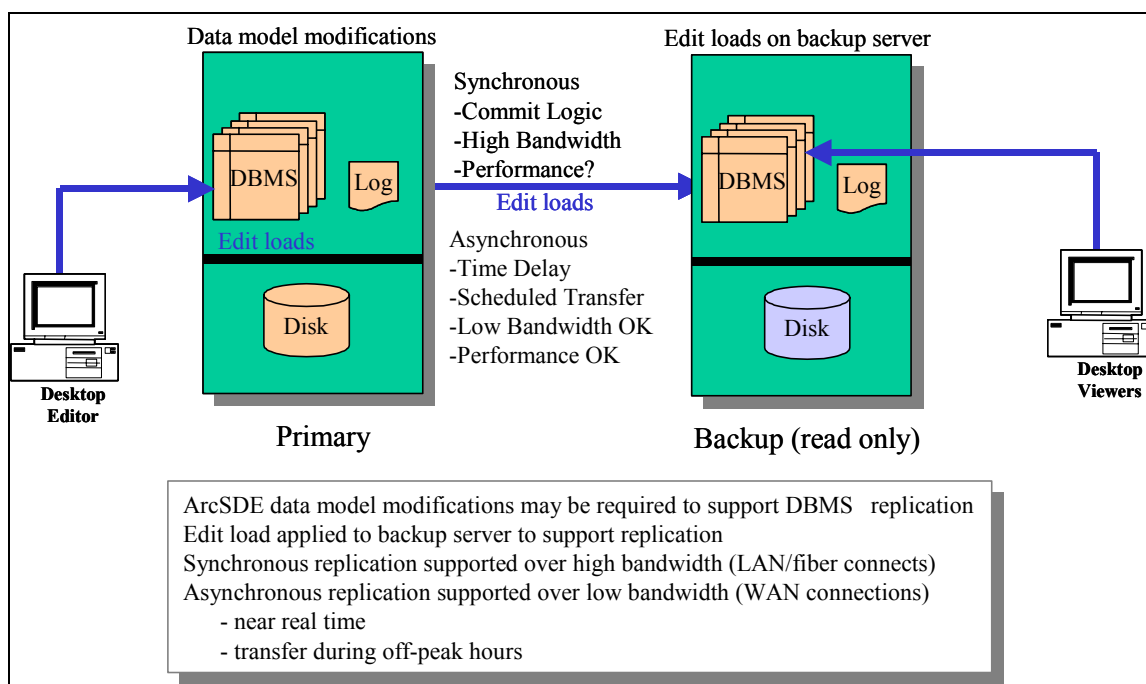 Data model modifications
Edit loads on backup server
Synchronous
-Commit Logic
-High Bandwidth
-Performance?
DBMS
Log
Edit loads
Edit loads
DBMS
Log
Asynchronous
-Time Delay
-Scheduled Transfer
-Low Bandwidth OK
-Performance OK
Disk
Disk
Desktop
Editor
Desktop
Viewers
Primary
Backup (read only)
ArcSDE data model modifications may be required to support DBMS replication
Edit load applied to backup server to support replication
Synchronous replication supported over high bandwidth (LAN/fiber connects)
Asynchronous replication supported over low bandwidth (WAN connections)
- near real time
- transfer during off-peak hours